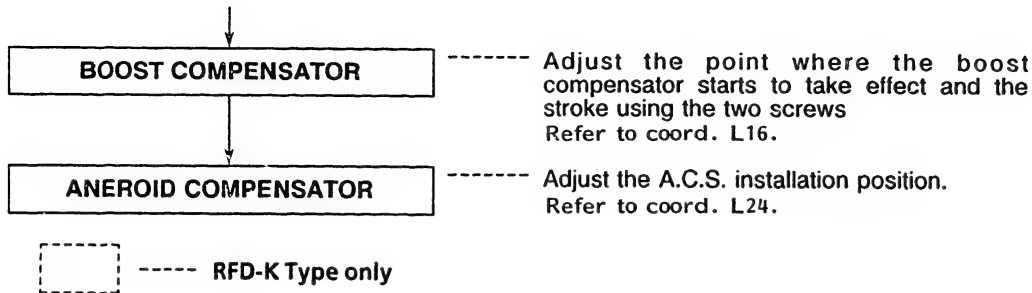 BOOST COMPENSATOR
Adjust the point where the boost
compensator starts to take effect and the
stroke using the two screws
Refer to coord. L16.
ANEROID COMPENSATOR
Adjust the A.C.S. installation position.
Refer to coord. L24.
RFD-K Type only